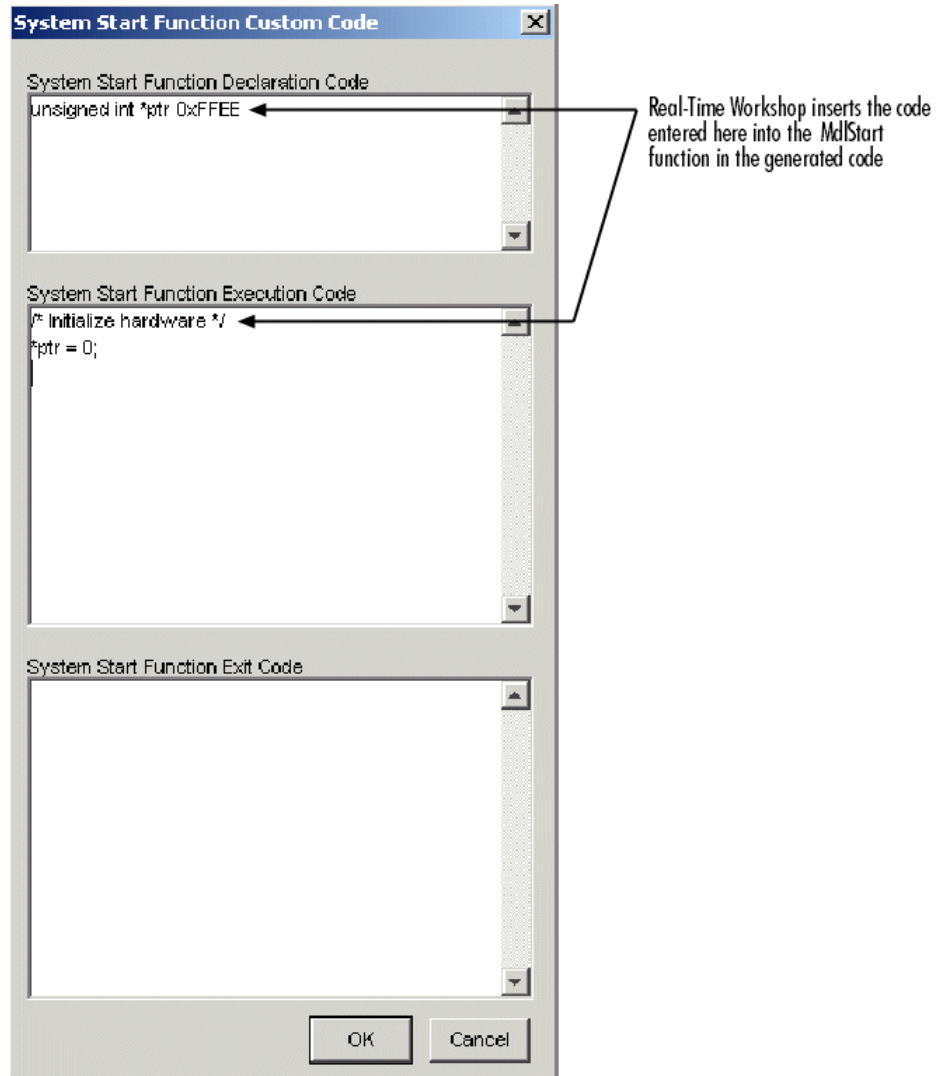 System Start Function Custom Code
System Start Function Declaration Code
unsigned int *ptr 0xFFEE
Real-Time Workshop inserts the code
entered here into the MdlStart
function in the generated code
System Start Function Execution Code
/* Initialize hardware */
*ptr = 0;
System Start Function Exit Code
OK
Cancel